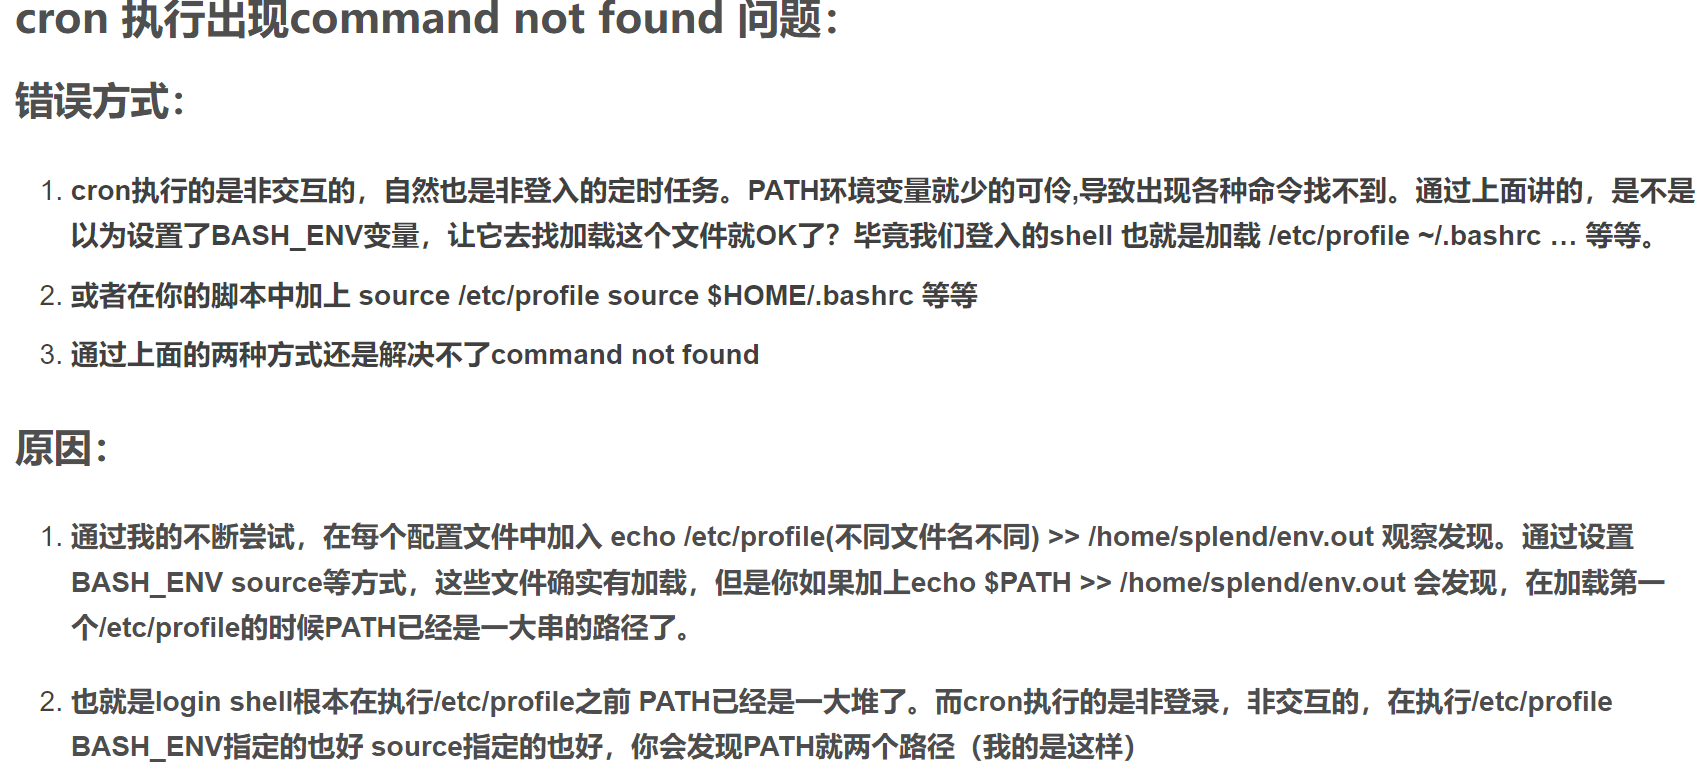 cron 执行出现command not found 问题：
错误方式：
1. cron执行的是非交互的，自然也是非登入的定时任务。PATH环境变量就少的可伶,导致出现各种命令找不到。通过上面讲的，是不是
以为设置了BASH_ENV变量，让它去找加载这个文件就OK了？毕竟我们登入的shell 也就是加载 /etc/profile ~/.bashrc … 等等。
2. 或者在你的脚本中加上 source /etc/profile source $HOME/.bashrc 等等
3. 通过上面的两种方式还是解决不了command not found
原因：
1. 通过我的不断尝试，在每个配置文件中加入 echo /etc/profile(不同文件名不同) >> /home/splend/env.out 观察发现。通过设置
BASH_ENV source等方式，这些文件确实有加载，但是你如果加上echo $PATH >> /home/splend/env.out 会发现，在加载第一
个/etc/profile的时候PATH已经是一大串的路径了。
2. 也就是login shell根本在执行/etc/profile之前 PATH已经是一大堆了。而cron执行的是非登录，非交互的，在执行/etc/profile
BASH_ENV指定的也好 source指定的也好，你会发现PATH就两个路径（我的是这样）